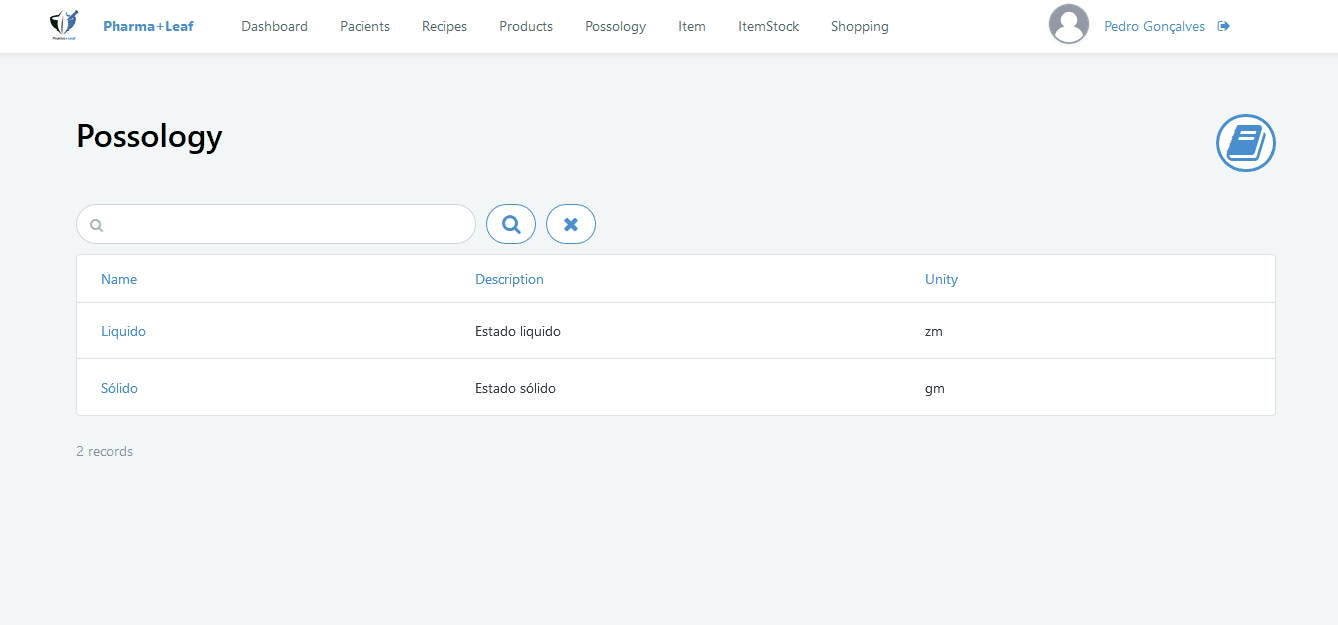 Pharma+Leaf
Pharma+Leaf Dashboard Pacients Recipes Products Possology Item ItemStock Shopping Pedro Gonçalves
Possology
Name Description Unity
Liquido Estado liquido zm
Sólido Estado sólido gm
2 records